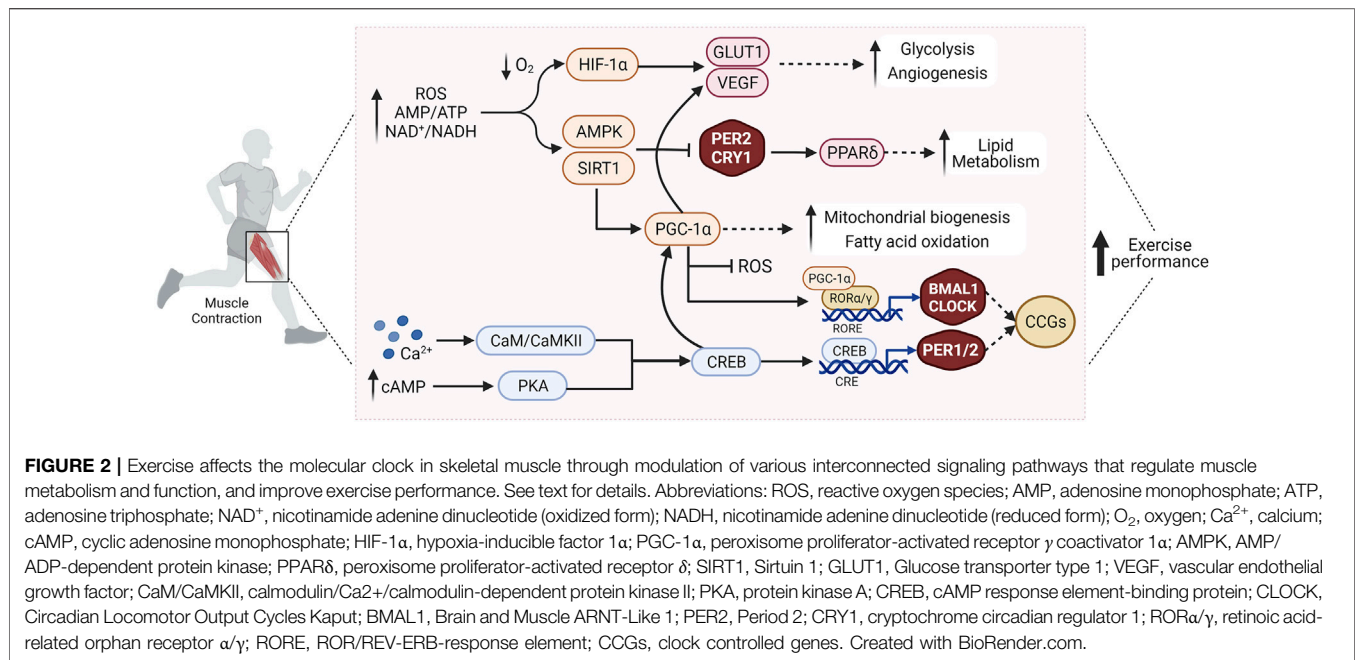 ↓ O₂
HIF-1α
GLUT1
VEGF
↑ Glycolysis
Angiogenesis
↑ ROS
AMP/ATP
NAD⁺/NADH
AMPK
SIRT1
PER2
CRY1
PPARδ
↑ Lipid
Metabolism
PGC-1α
↑ Mitochondrial biogenesis
Fatty acid oxidation
ROS
↑ Exercise
performance
Muscle
Contraction
PGC-1α
RORα/γ
RORE
BMAL1
CLOCK
CCGs
Ca²⁺
CaM/CaMKII
CREB
CREB
CRE
PER1/2
↑ cAMP
PKA
FIGURE 2 | Exercise affects the molecular clock in skeletal muscle through modulation of various interconnected signaling pathways that regulate muscle
metabolism and function, and improve exercise performance. See text for details. Abbreviations: ROS, reactive oxygen species; AMP, adenosine monophosphate; ATP,
adenosine triphosphate; NAD⁺, nicotinamide adenine dinucleotide (oxidized form); NADH, nicotinamide adenine dinucleotide (reduced form); O₂, oxygen; Ca²⁺, calcium;
cAMP, cyclic adenosine monophosphate; HIF-1α, hypoxia-inducible factor 1α; PGC-1α, peroxisome proliferator-activated receptor γ coactivator 1α; AMPK, AMP/
ADP-dependent protein kinase; PPARδ, peroxisome proliferator-activated receptor δ; SIRT1, Sirtuin 1; GLUT1, Glucose transporter type 1; VEGF, vascular endothelial
growth factor; CaM/CaMKII, calmodulin/Ca2+/calmodulin-dependent protein kinase II; PKA, protein kinase A; CREB, cAMP response element-binding protein; CLOCK,
Circadian Locomotor Output Cycles Kaput; BMAL1, Brain and Muscle ARNT-Like 1; PER2, Period 2; CRY1, cryptochrome circadian regulator 1; RORα/γ, retinoic acid-
related orphan receptor α/γ; RORE, ROR/REV-ERB-response element; CCGs, clock controlled genes. Created with BioRender.com.